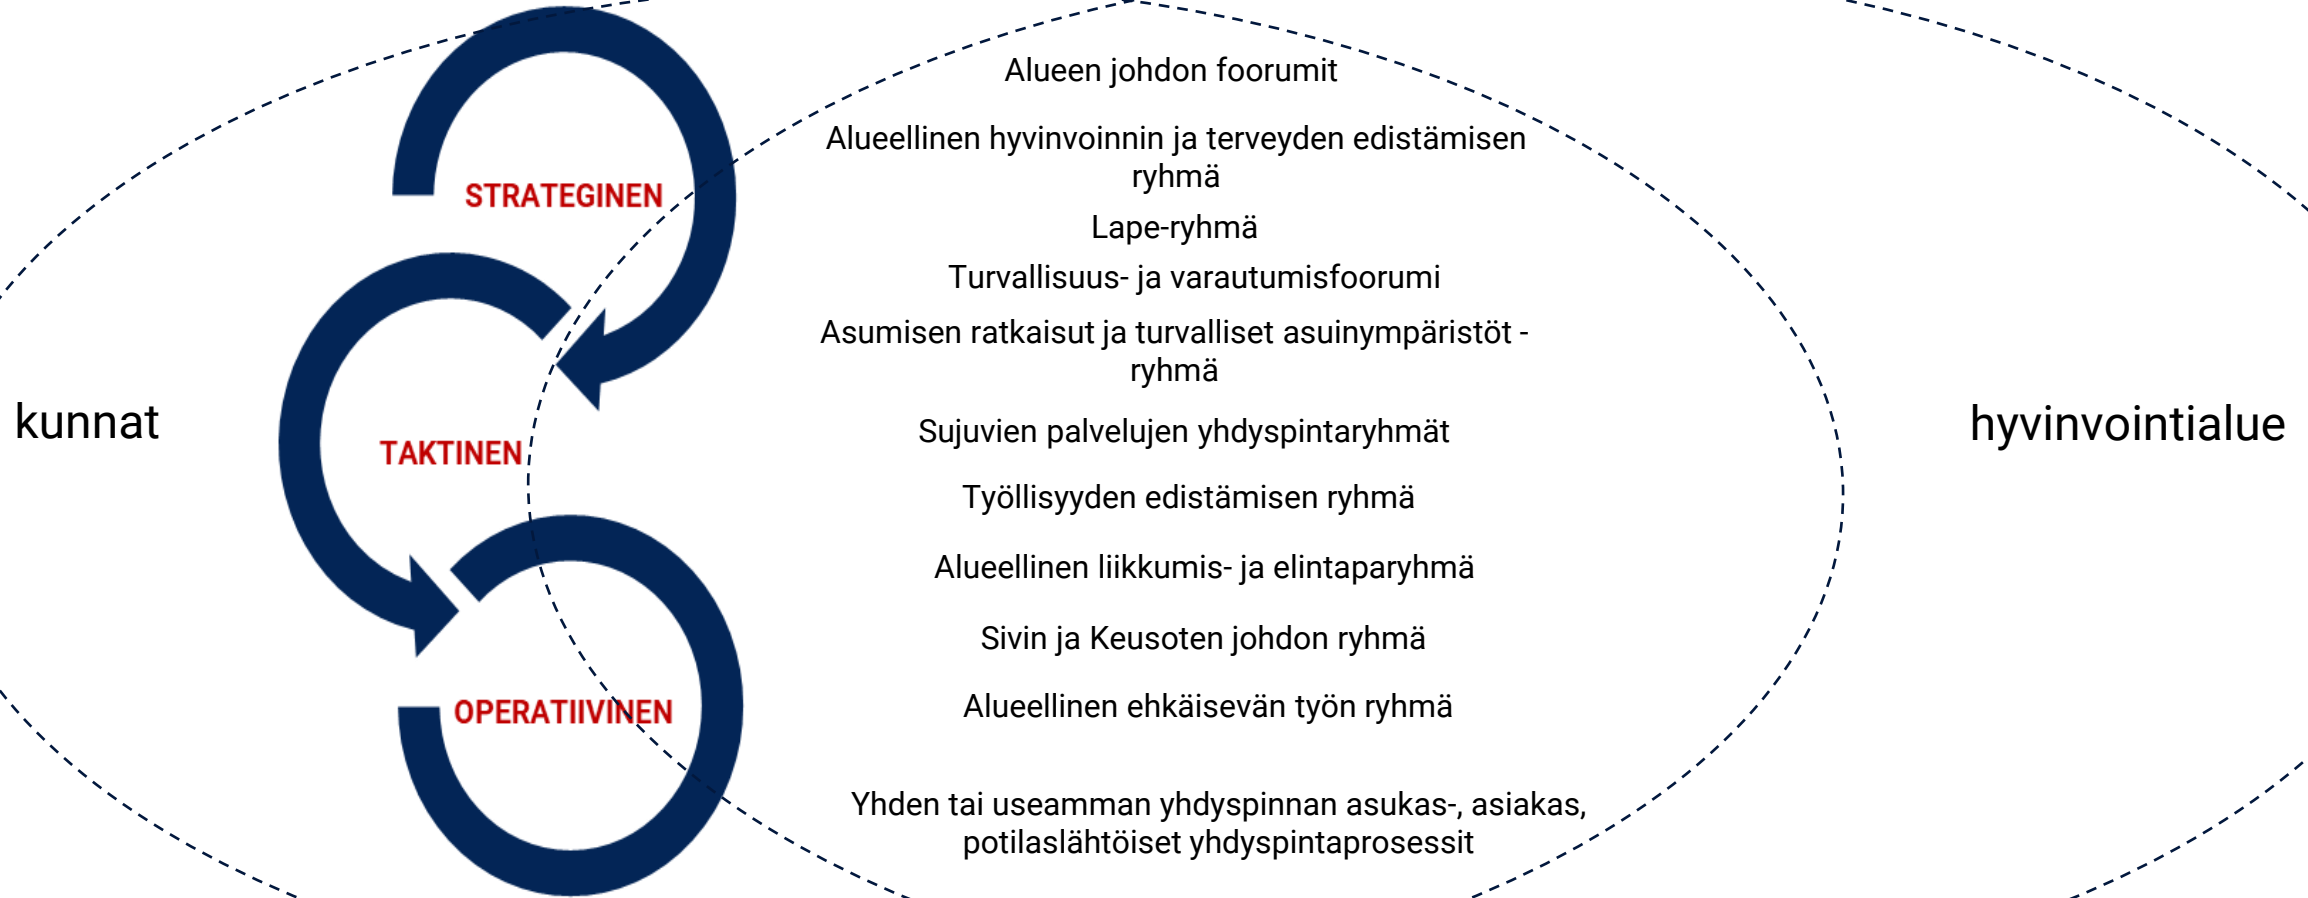 Alueen johdon foorumit
Alueellinen hyvinvoinnin ja terveyden edistämisen
ryhmä
STRATEGINEN
Lape-ryhmä
Turvallisuus- ja varautumisfoorumi
Asumisen ratkaisut ja turvalliset asuinympäristöt -
ryhmä
kunnat
hyvinvointialue
Sujuvien palvelujen yhdyspintaryhmät
TAKTINEN
Työllisyyden edistämisen ryhmä
Alueellinen liikkumis- ja elintaparyhmä
Sivin ja Keusoten johdon ryhmä
OPERATIIVINEN
Alueellinen ehkäisevän työn ryhmä
Yhden tai useamman yhdyspinnan asukas-, asiakas,
potilaslähtöiset yhdyspintaprosessit